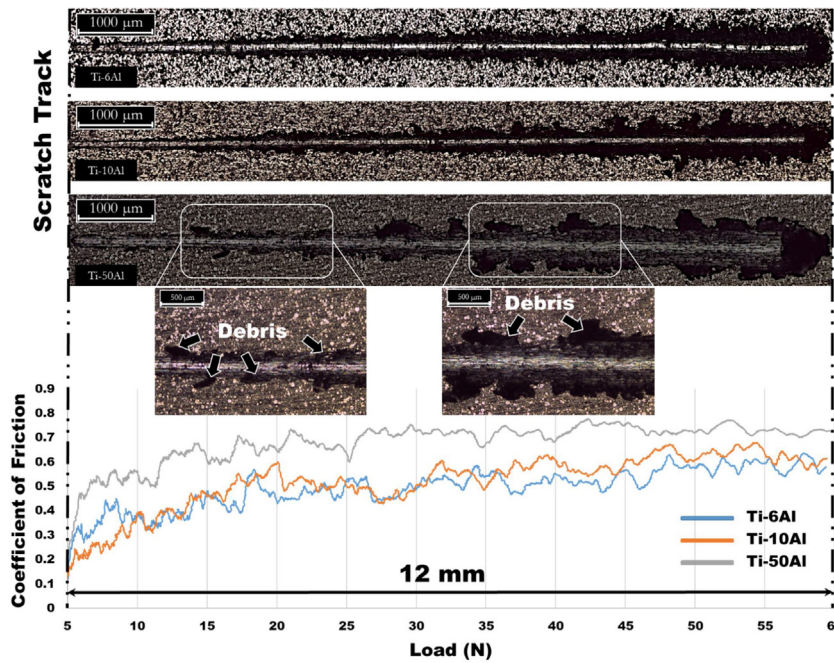 Scratch Track
1000 μm
Ti-6Al
1000 μm
Ti-10Al
1000 μm
Ti-50Al
500 μm
Debris
500 μm
Debris
Coefficient of Friction
0.9
0.8
0.7
0.6
0.5
0.4
0.3
0.2
0.1
0
Ti-6Al
Ti-10Al
Ti-50Al
12 mm
5 10 15 20 25 30 35 40 45 50 55 6
Load (N)